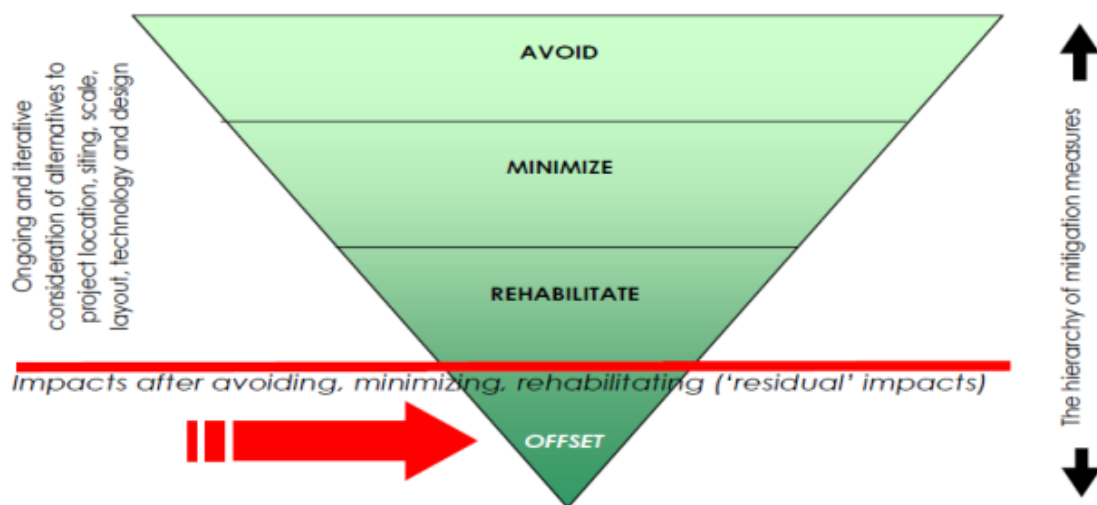 Ongoing and iterative
consideration of alternatives to
project location, siting, scale,
layout, technology and design
AVOID
MINIMIZE
REHABILITATE
Impacts after avoiding, minimizing, rehabilitating (‘residual’ impacts)
OFFSET
The hierarchy of mitigation measures